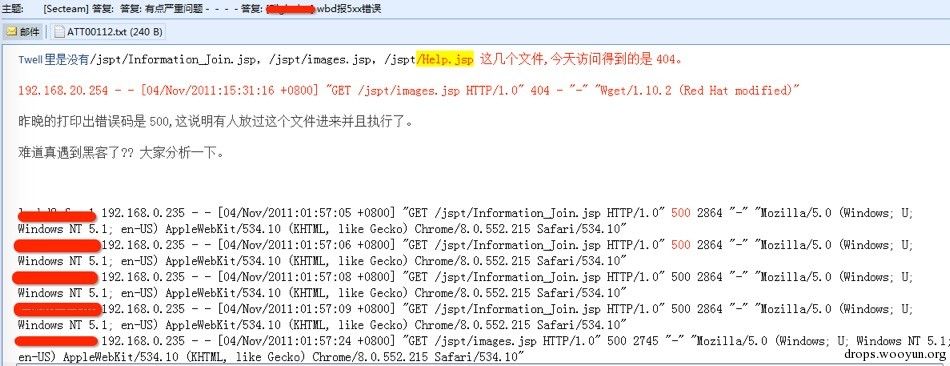 主题: [Secteam] 答复: 答复: 有点严重问题 - - - - 答复: wbd报5xx错误
邮件 ATT00112.txt (240 B)
Twell 里是没有/jspt/Information_Join.jsp, /jspt/images.jsp, /jspt/Help.jsp 这几个文件,今天访问得到的是 404。
192.168.20.254 - - [04/Nov/2011:15:31:16 +0800] "GET /jspt/images.jsp HTTP/1.0" 404 - "-" "Wget/1.10.2 (Red Hat modified)"
昨晚的打印出错误码是 500,这说明有人放过这个文件进来并且执行了。
难道真遇到黑客了?? 大家分析一下。
192.168.0.235 - - [04/Nov/2011:01:57:05 +0800] "GET /jspt/Information_Join.jsp HTTP/1.0" 500 2864 "-" "Mozilla/5.0 (Windows; U;
Windows NT 5.1; en-US) AppleWebKit/534.10 (KHTML, like Gecko) Chrome/8.0.552.215 Safari/534.10"
192.168.0.235 - - [04/Nov/2011:01:57:06 +0800] "GET /jspt/Information_Join.jsp HTTP/1.0" 500 2864 "-" "Mozilla/5.0 (Windows; U;
Windows NT 5.1; en-US) AppleWebKit/534.10 (KHTML, like Gecko) Chrome/8.0.552.215 Safari/534.10"
192.168.0.235 - - [04/Nov/2011:01:57:08 +0800] "GET /jspt/Information_Join.jsp HTTP/1.0" 500 2864 "-" "Mozilla/5.0 (Windows; U;
Windows NT 5.1; en-US) AppleWebKit/534.10 (KHTML, like Gecko) Chrome/8.0.552.215 Safari/534.10"
192.168.0.235 - - [04/Nov/2011:01:57:09 +0800] "GET /jspt/Information_Join.jsp HTTP/1.0" 500 2864 "-" "Mozilla/5.0 (Windows; U;
Windows NT 5.1; en-US) AppleWebKit/534.10 (KHTML, like Gecko) Chrome/8.0.552.215 Safari/534.10"
192.168.0.235 - - [04/Nov/2011:01:57:24 +0800] "GET /jspt/images.jsp HTTP/1.0" 500 2745 "-" "Mozilla/5.0 (Windows; U; Windows NT 5.1;
en-US) AppleWebKit/534.10 (KHTML, like Gecko) Chrome/8.0.552.215 Safari/534.10"
drops.wooyun.org